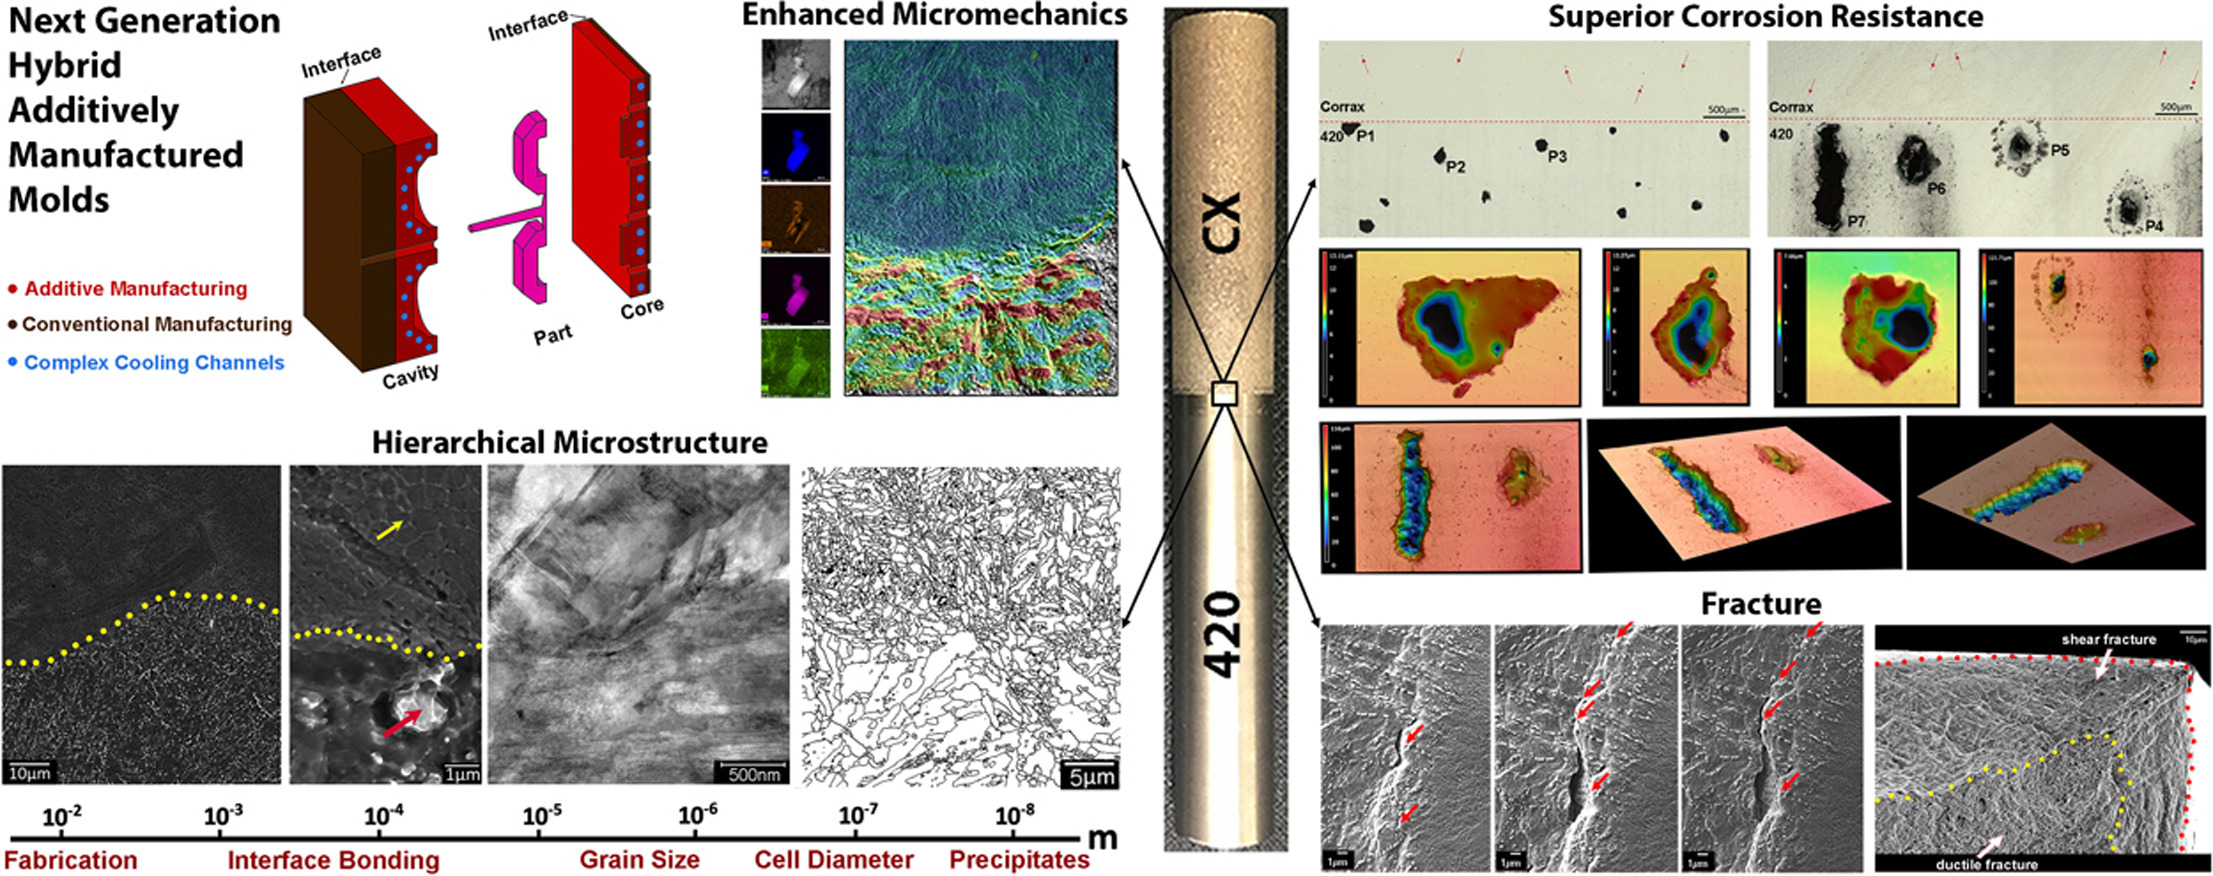 Next Generation
Hybrid
Additively
Manufactured
Molds
• Additive Manufacturing
• Conventional Manufacturing
• Complex Cooling Channels
Interface
Cavity
Part
Interface
Core
Enhanced Micromechanics
CX
420
Superior Corrosion Resistance
Corrax
420
P1
P2
P3
500µm
Corrax
420
P7
P6
P5
P4
500µm
Hierarchical Microstructure
10µm
1µm
500nm
5µm
10-2 10-3 10-4 10-5 10-6 10-7 10-8 m
Fabrication Interface Bonding Grain Size Cell Diameter Precipitates
Fracture
1µm
1µm
1µm
shear fracture
10µm
ductile fracture